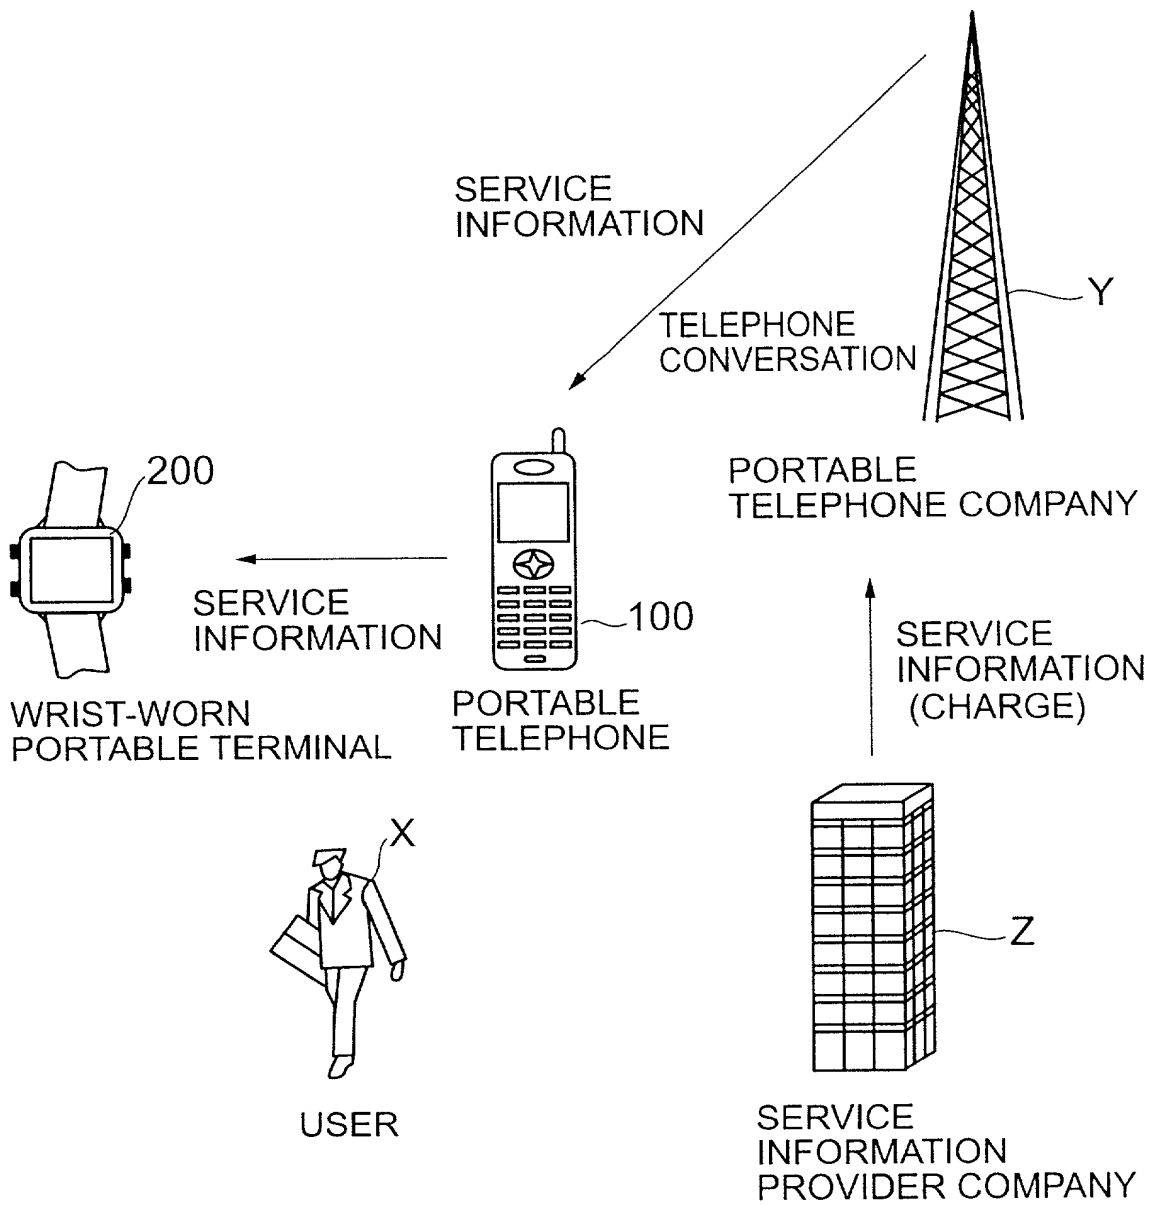 SERVICE
INFORMATION
Y
TELEPHONE
CONVERSATION
PORTABLE
TELEPHONE COMPANY
200
SERVICE
INFORMATION
100
SERVICE
INFORMATION
(CHARGE)
WRIST-WORN
PORTABLE TERMINAL
PORTABLE
TELEPHONE
X
USER
Z
SERVICE
INFORMATION
PROVIDER COMPANY